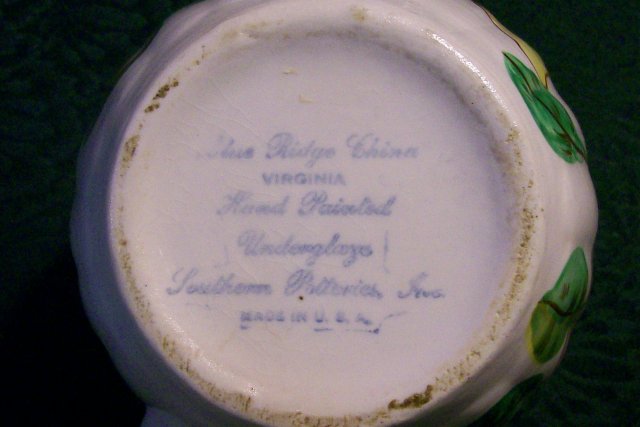 Blue Ridge China
VIRGINIA
Hand Painted
Underglaze
Southern Potteries, Inc.
MADE IN U. S. A.